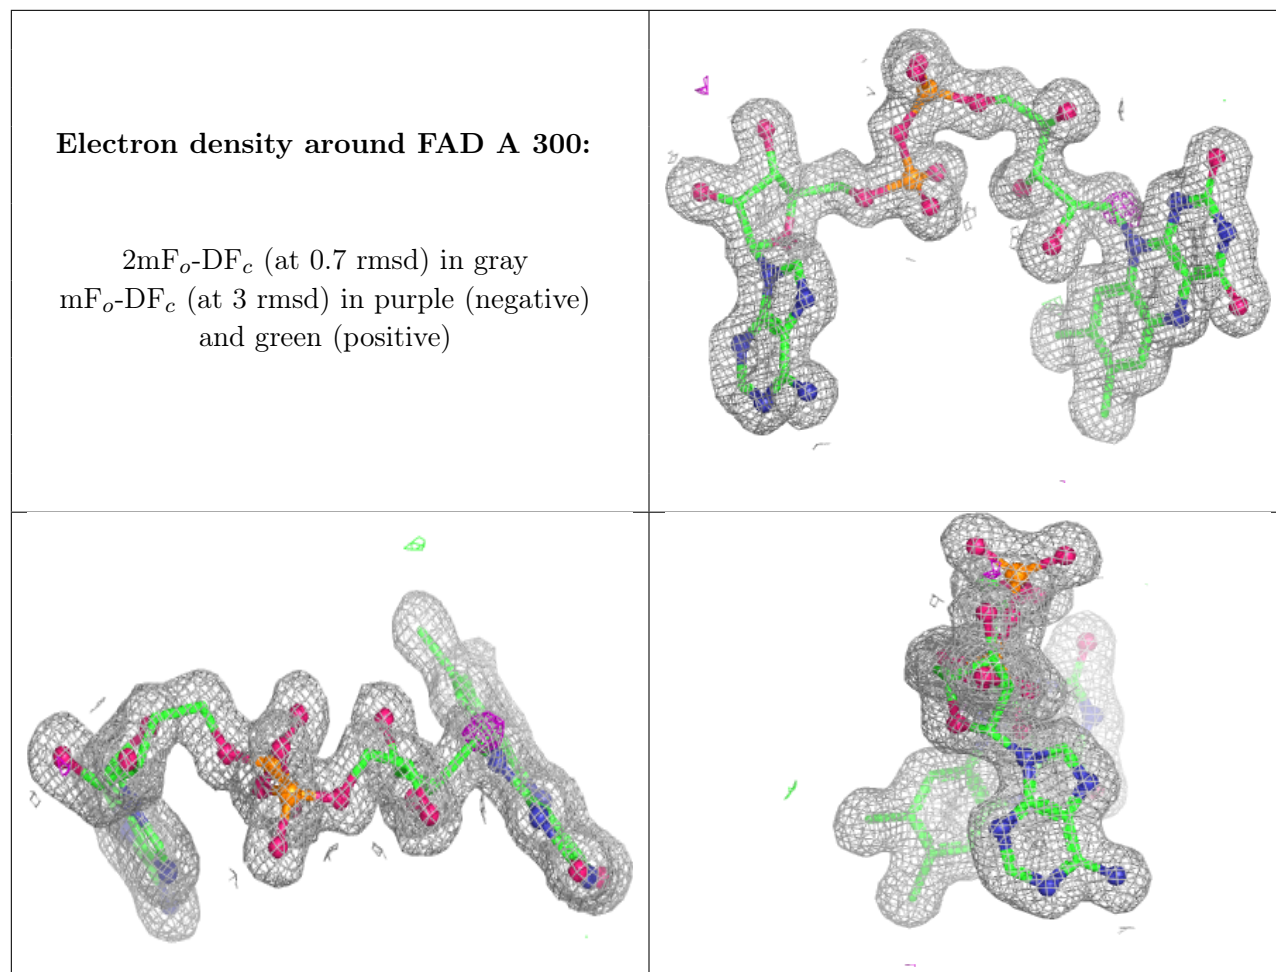 Electron density around FAD A 300:
2mFo-DFc (at 0.7 rmsd) in gray
mFo-DFc (at 3 rmsd) in purple (negative)
and green (positive)